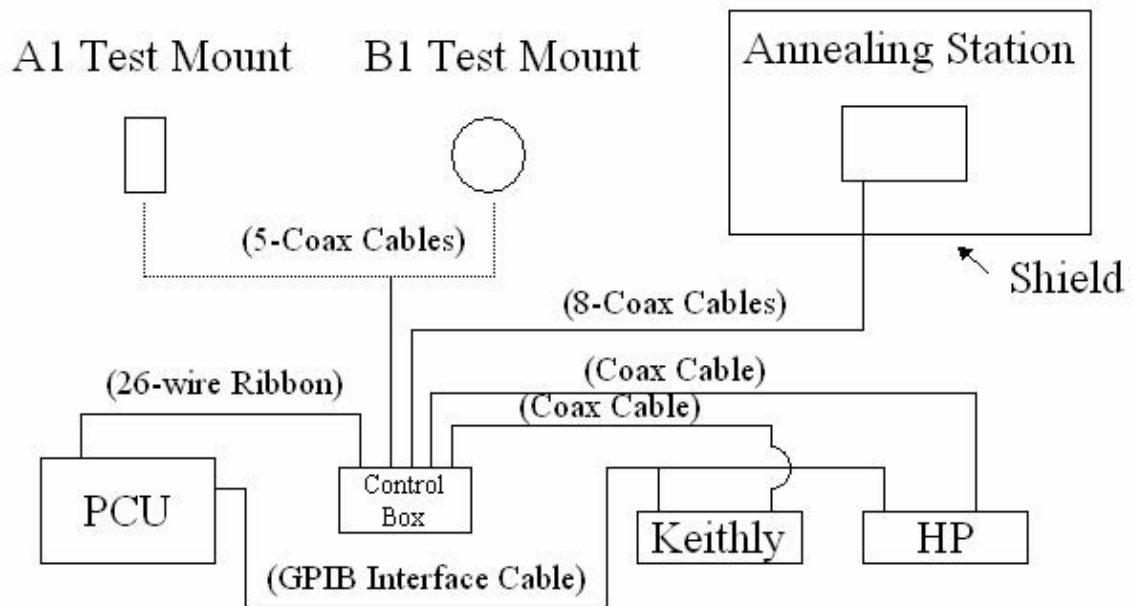 A1 Test Mount
B1 Test Mount
Annealing Station
(5-Coax Cables)
Shield
(8-Coax Cables)
(26-wire Ribbon)
(Coax Cable)
(Coax Cable)
PCU
Control
Box
Keithly
HP
(GPIB Interface Cable)